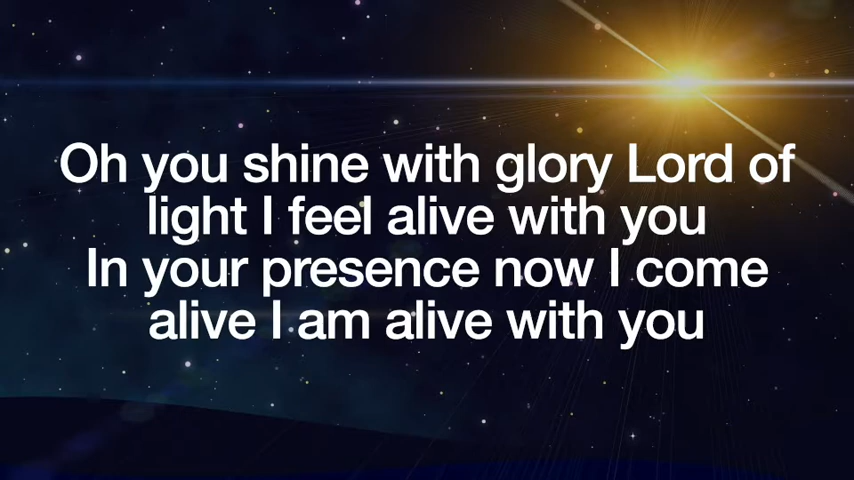 Oh you shine with glory Lord of
light I feel alive with you
In your presence now I come
alive I am alive with you